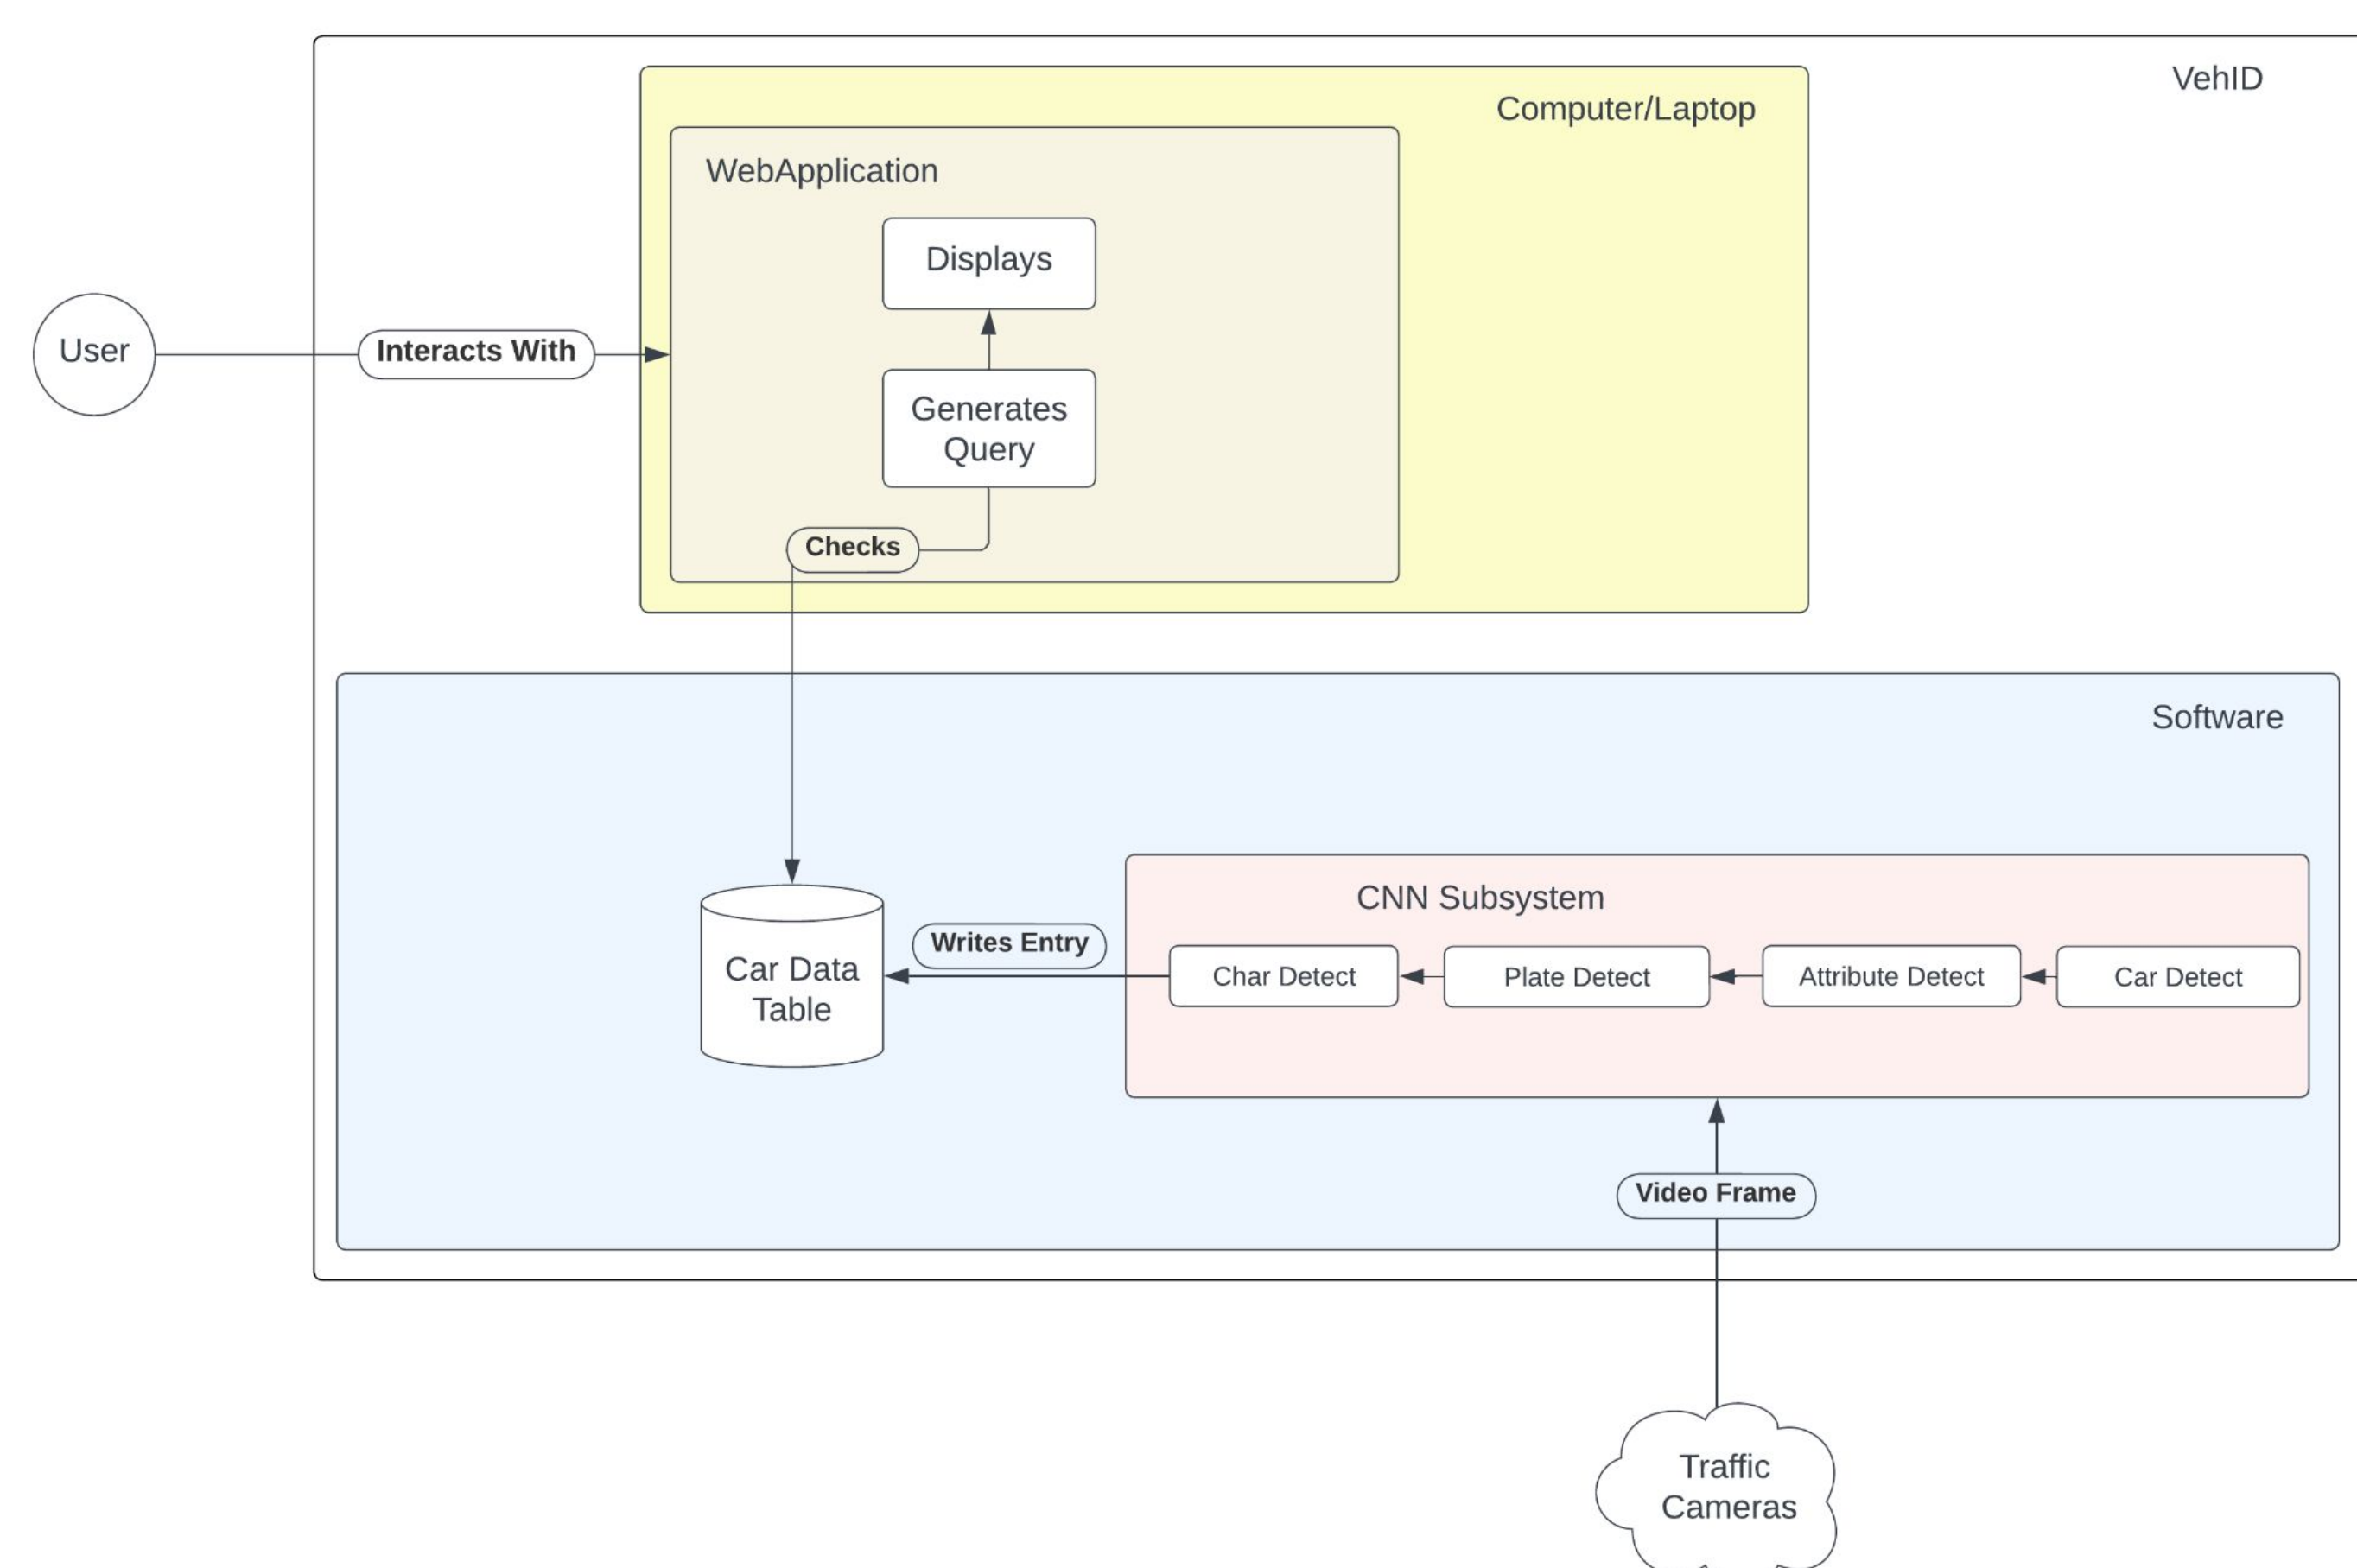 VehID
Computer/Laptop
WebApplication
Displays
User
Interacts With
Generates
Query
Checks
Software
CNN Subsystem
Writes Entry
Car Data
Table
Char Detect
Plate Detect
Attribute Detect
Car Detect
Video Frame
Traffic
Cameras